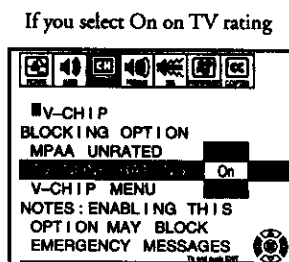 If you select On on TV rating
V-CHIP
BLOCKING OPTION
MPAA UNRATED
On
V-CHIP MENU
NOTES: ENABLING THIS
OPTION MAY BLOCK
EMERGENCY MESSAGES